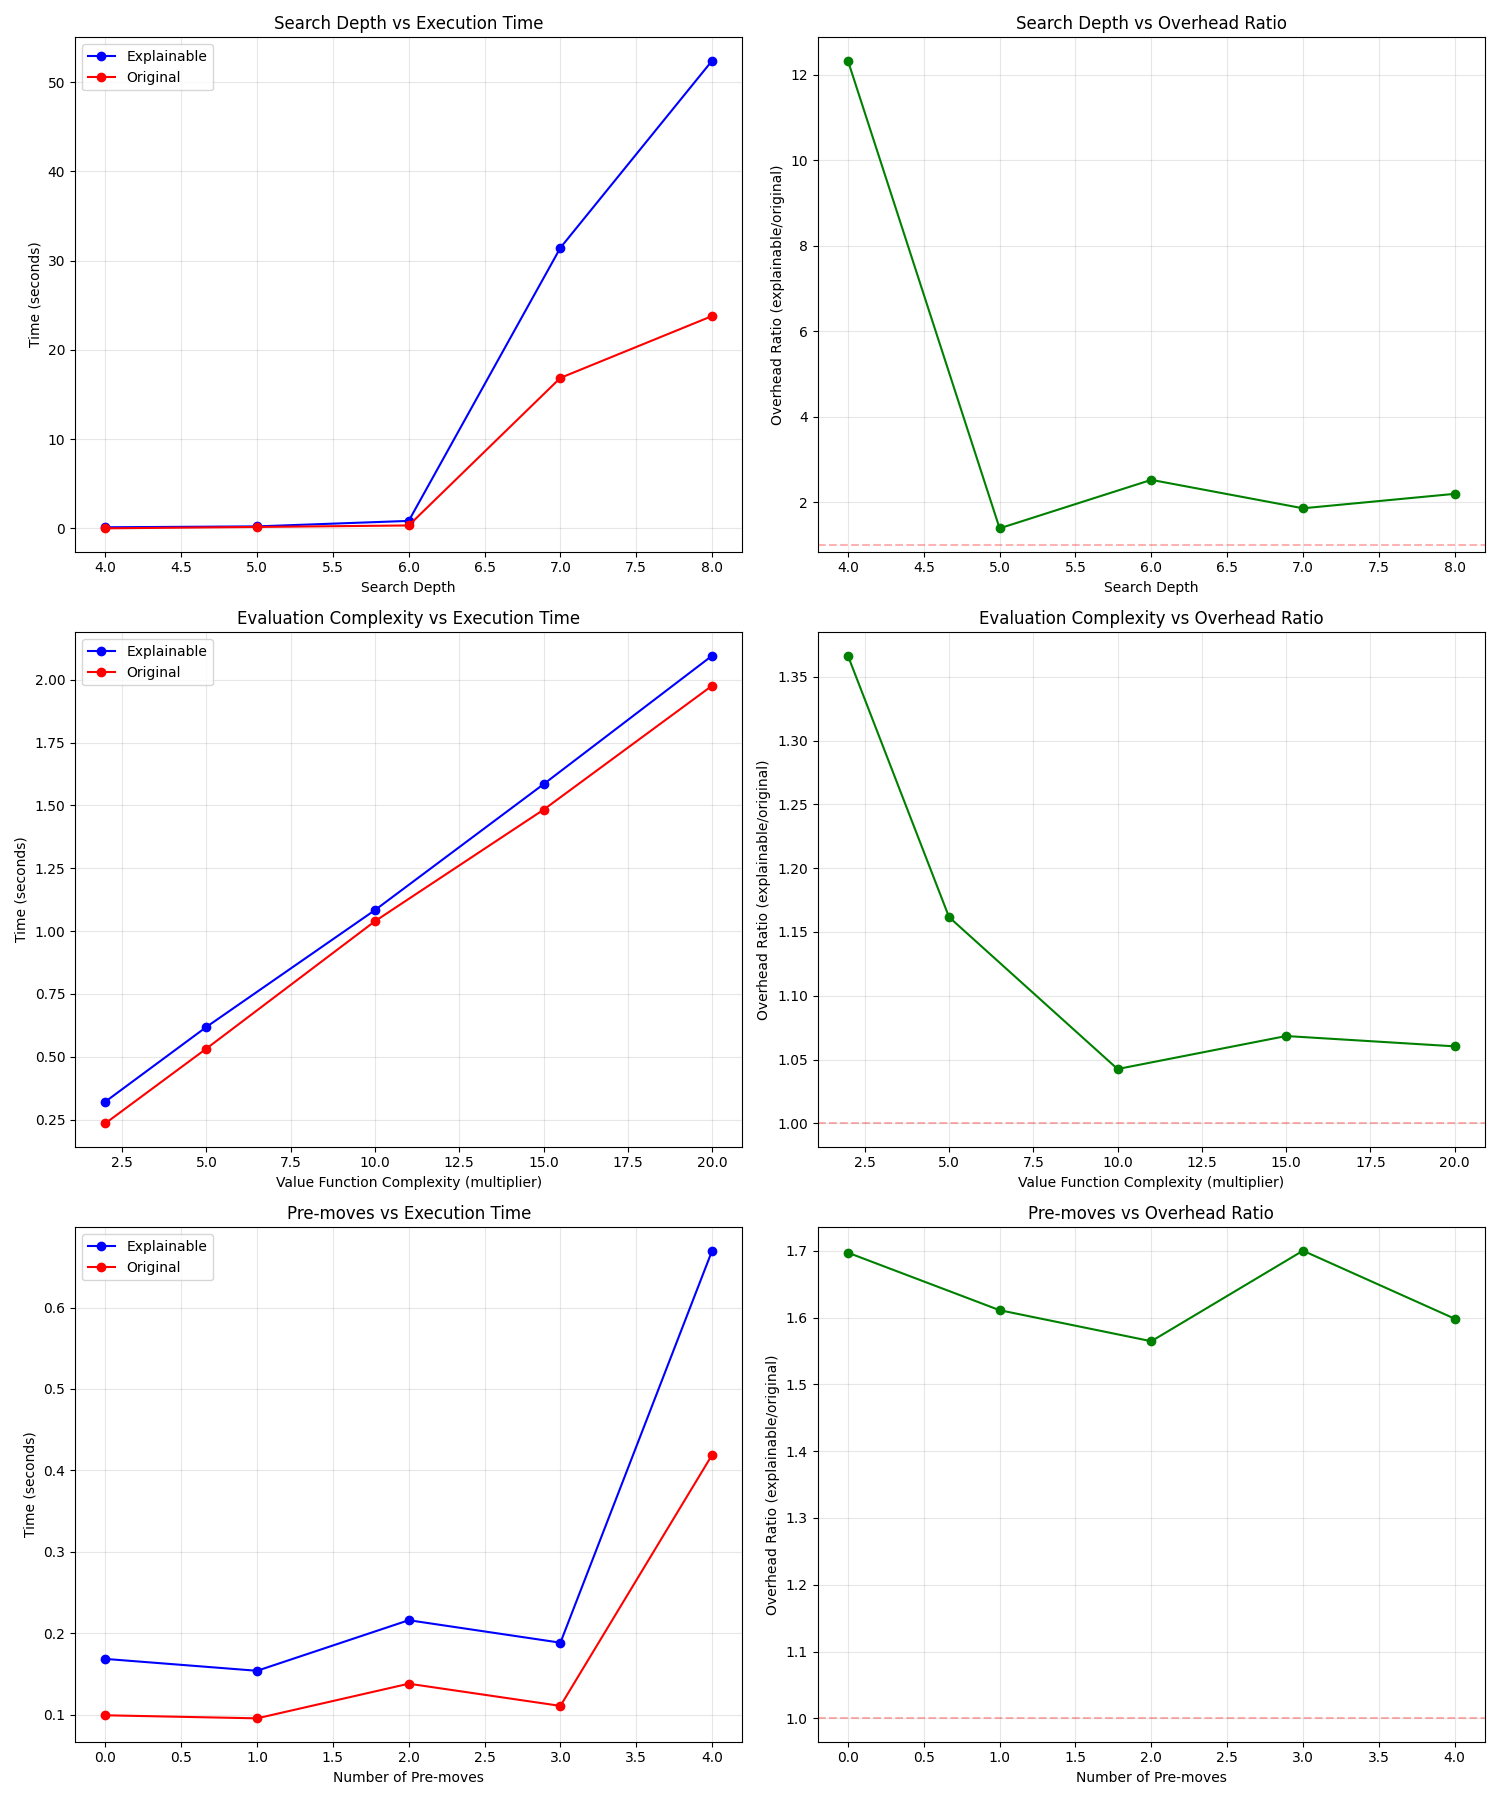 Search Depth vs Execution Time
Explainable
Original
Time (seconds)
50
40
30
20
10
0
4.0 4.5 5.0 5.5 6.0 6.5 7.0 7.5 8.0
Search Depth
Search Depth vs Overhead Ratio
Overhead Ratio (explainable/original)
12
10
8
6
4
2
4.0 4.5 5.0 5.5 6.0 6.5 7.0 7.5 8.0
Search Depth
Evaluation Complexity vs Execution Time
Explainable
Original
Time (seconds)
2.00
1.75
1.50
1.25
1.00
0.75
0.50
0.25
2.5 5.0 7.5 10.0 12.5 15.0 17.5 20.0
Value Function Complexity (multiplier)
Evaluation Complexity vs Overhead Ratio
Overhead Ratio (explainable/original)
1.35
1.30
1.25
1.20
1.15
1.10
1.05
1.00
2.5 5.0 7.5 10.0 12.5 15.0 17.5 20.0
Value Function Complexity (multiplier)
Pre-moves vs Execution Time
Explainable
Original
Time (seconds)
0.6
0.5
0.4
0.3
0.2
0.1
0.0 0.5 1.0 1.5 2.0 2.5 3.0 3.5 4.0
Number of Pre-moves
Pre-moves vs Overhead Ratio
Overhead Ratio (explainable/original)
1.7
1.6
1.5
1.4
1.3
1.2
1.1
1.0
0.0 0.5 1.0 1.5 2.0 2.5 3.0 3.5 4.0
Number of Pre-moves